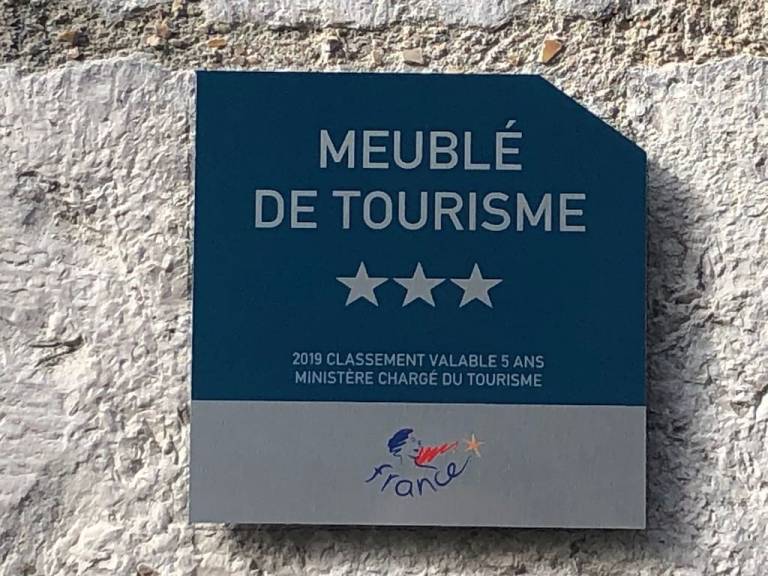 MEUBLÉ
DE TOURISME
2019 CLASSEMENT VALABLE 5 ANS
MINISTÈRE CHARGÉ DU TOURISME
france